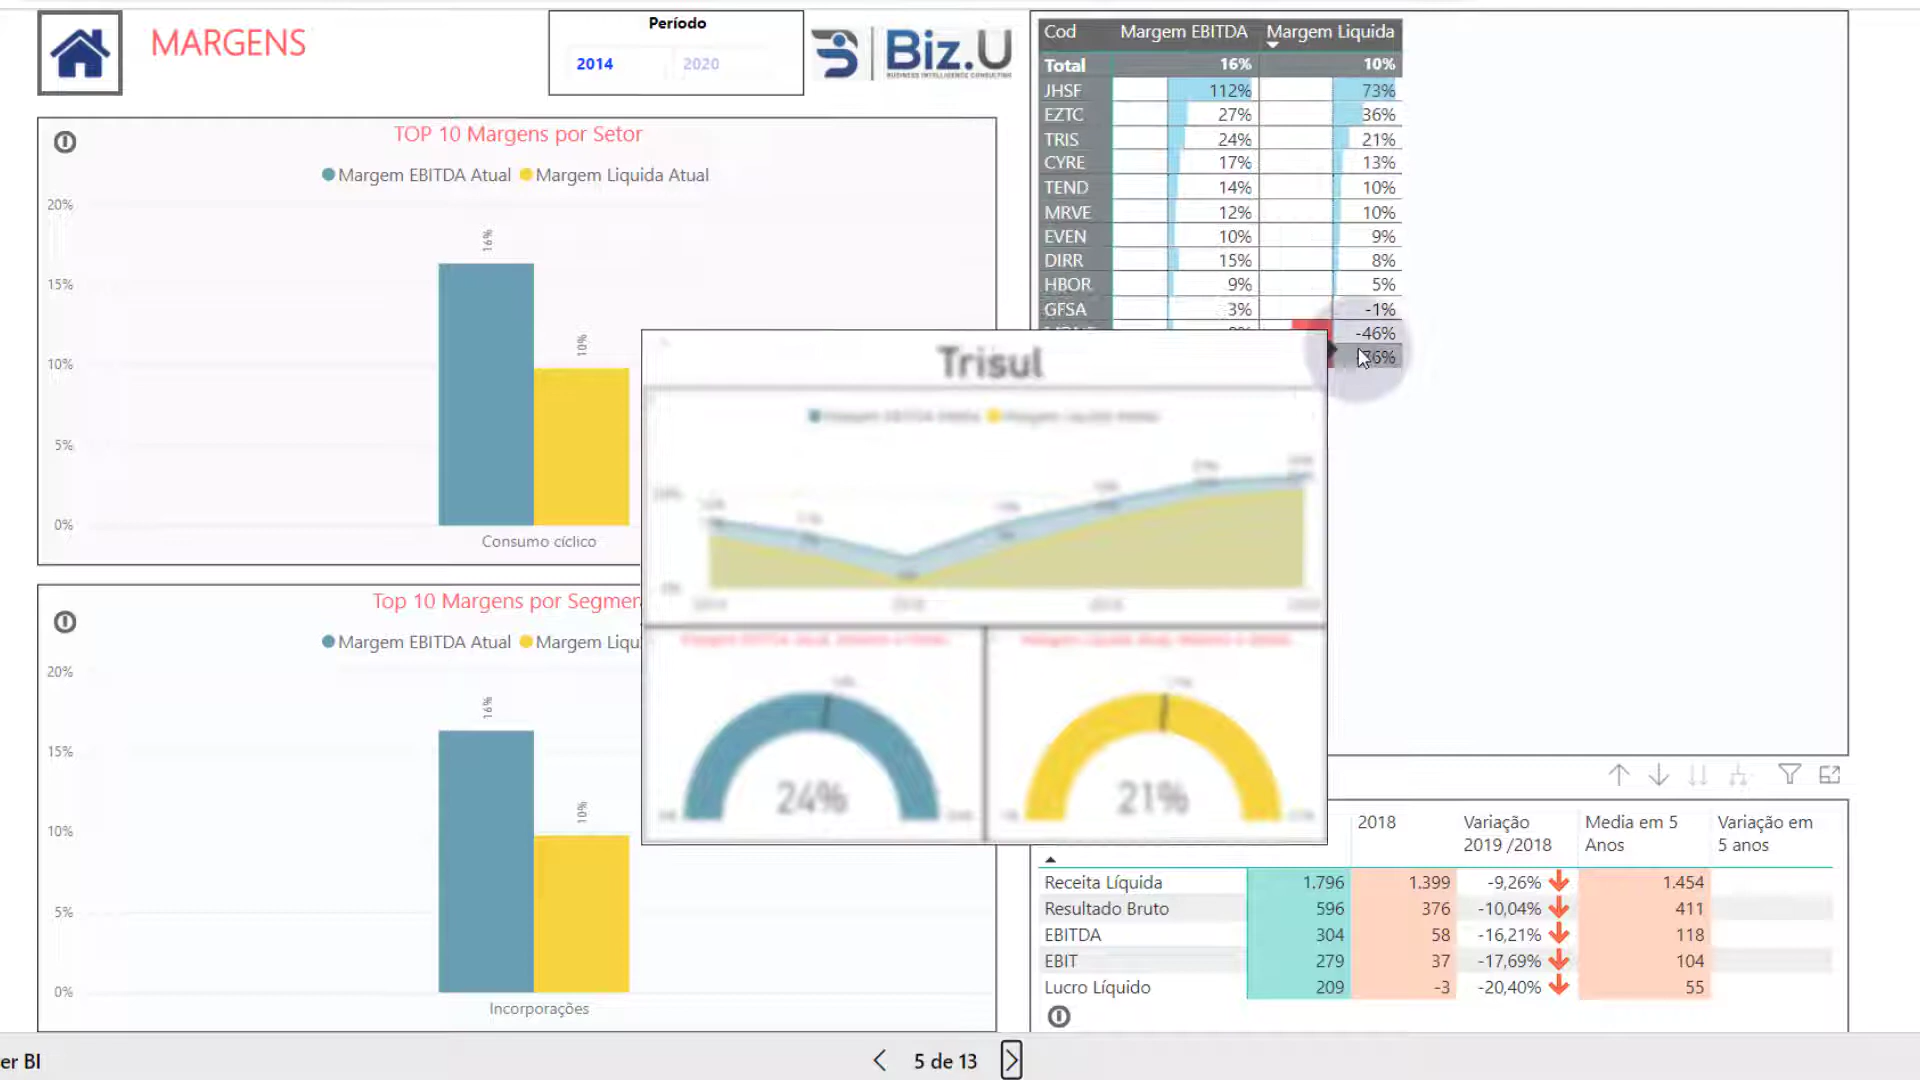 MARGENS
Período
2014 2020
Biz.U
BUSINESS INTELLIGENCE CONSULTING
TOP 10 Margens por Setor
Margem EBITDA Atual Margem Liquida Atual
20%
15%
10%
5%
0%
16%
10%
Consumo cíclico
Top 10 Margens por Segmen
Margem EBITDA Atual Margem Liqu
20%
15%
10%
5%
0%
16%
10%
Incorporações
Cod Margem EBITDA Margem Liquida
Total 16% 10%
JHSF 112% 73%
EZTC 27% 36%
TRIS 24% 21%
CYRE 17% 13%
TEND 14% 10%
MRVE 12% 10%
EVEN 10% 9%
DIRR 15% 8%
HBOR 9% 5%
GFSA 3% -1%
-46%
Trisul
24%
21%
2018 Variação 2019 /2018 Media em 5 Anos Variação em 5 anos
Receita Líquida 1.796 1.399 -9,26% 1.454
Resultado Bruto 596 376 -10,04% 411
EBITDA 304 58 -16,21% 118
EBIT 279 37 -17,69% 104
Lucro Líquido 209 -3 -20,40% 55
er BI
5 de 13